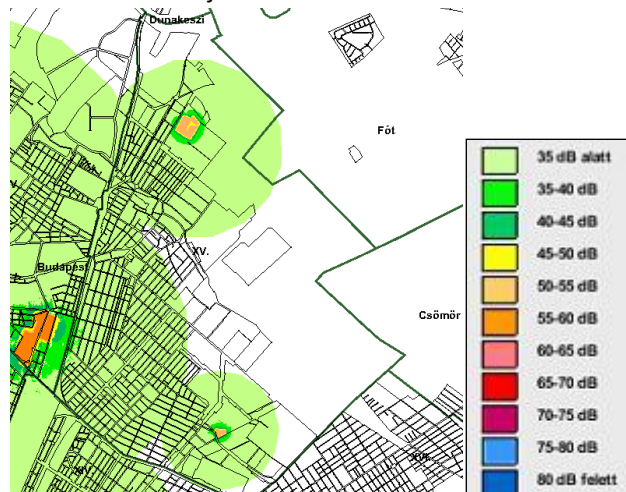 Dunakeszi
Fót
XV.
Budapest
Csömör
XVI.
XIV.
35 dB alatt
35-40 dB
40-45 dB
45-50 dB
50-55 dB
55-60 dB
60-65 dB
65-70 dB
70-75 dB
75-80 dB
80 dB felett